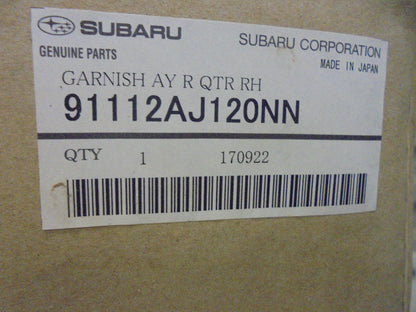 SUBARU
SUBARU CORPORATION
GENUINE PARTS
MADE IN JAPAN
GARNISH AY R QTR RH
91112AJ120NN
QTY 1 170922